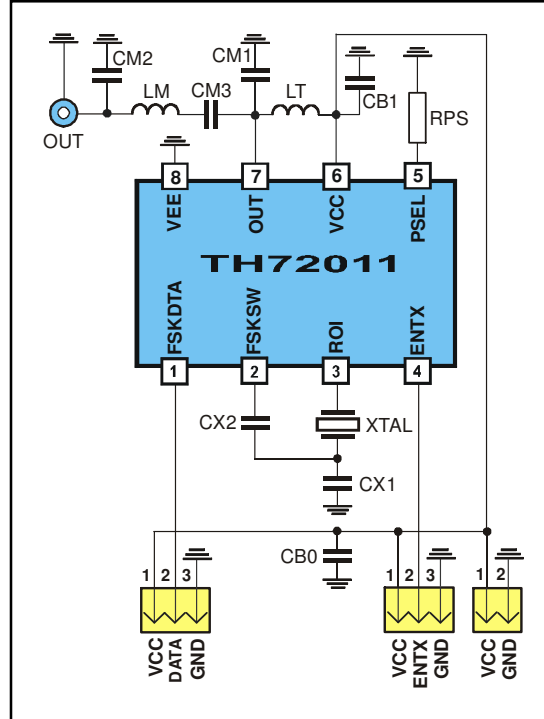 CM2
CM1
LM
CM3
LT
CB1
RPS
OUT
8
7
6
5
VEE
OUT
VCC
PSEL
TH72011
FSKDTA
FSKSW
ROI
ENTX
1
2
3
4
CX2
XTAL
CX1
CB0
1 2 3
1 2 3
1 2
VCC
DATA
GND
VCC
ENTX
GND
VCC
GND